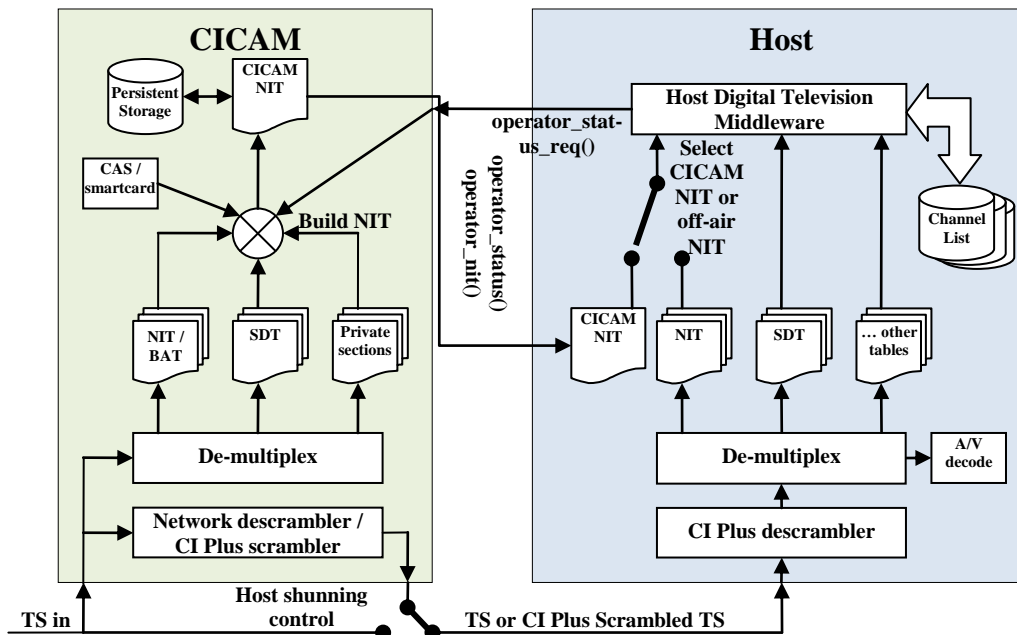 CICAM
CICAM
NIT
Persistent
Storage
CAS /
smartcard
Build NIT
NIT /
BAT
SDT
Private
sections
De-multiplex
Network descrambler /
CI Plus scrambler
Host shunning
control
TS in
operator_stat-
us_req()
operator_status()
operator_nit()
Host
Host Digital Television
Middleware
Select
CICAM
NIT or
off-air
NIT
Channel
List
CICAM
NIT
NIT
SDT
... other
tables
De-multiplex
A/V
decode
CI Plus descrambler
TS or CI Plus Scrambled TS